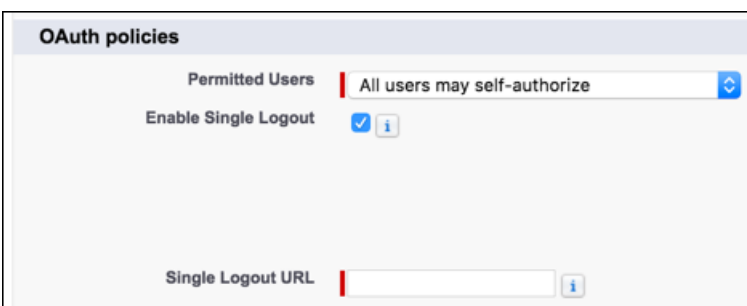 OAuth policies
Permitted Users All users may self-authorize
Enable Single Logout i
Single Logout URL i